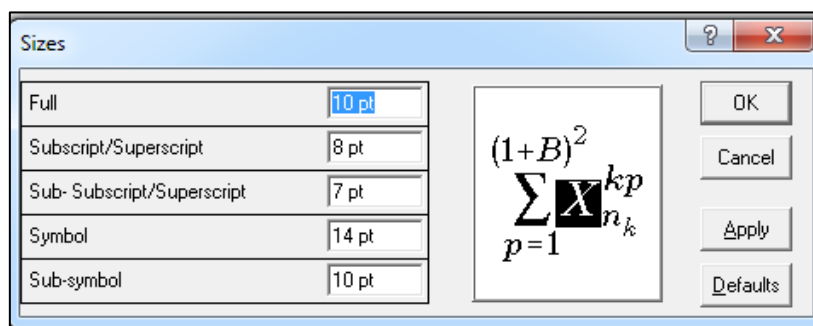 Sizes
Full 10 pt
Subscript/Superscript 8 pt
Sub- Subscript/Superscript 7 pt
Symbol 14 pt
Sub-symbol 10 pt
(1+B)²
∑ X kp nₖ
p=1
?
X
OK
Cancel
Apply
Defaults